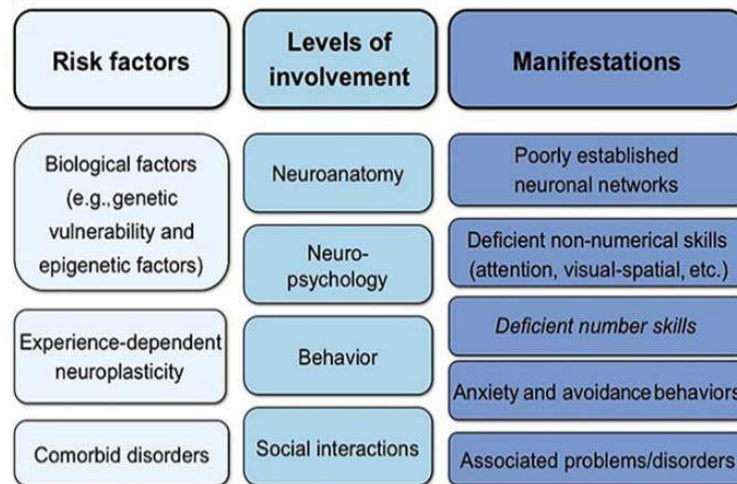 Risk factors
Biological factors
(e.g., genetic
vulnerability and
epigenetic factors)
Experience-dependent
neuroplasticity
Comorbid disorders
Levels of
involvement
Neuroanatomy
Neuro-
psychology
Behavior
Social interactions
Manifestations
Poorly established
neuronal networks
Deficient non-numerical skills
(attention, visual-spatial, etc.)
Deficient number skills
Anxiety and avoidance behaviors
Associated problems/disorders